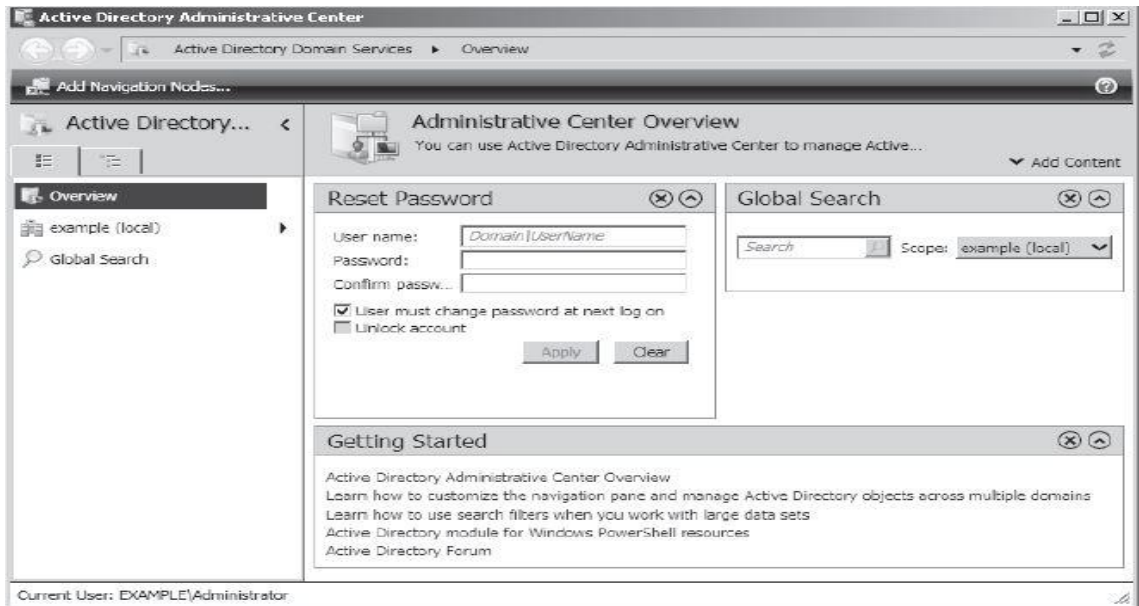 Active Directory Administrative Center
Active Directory Domain Services ▸ Overview
Add Navigation Nodes...
Active Directory...
Overview
example (local)
Global Search
Administrative Center Overview
You can use Active Directory Administrative Center to manage Active...
Add Content
Reset Password
User name: Domain\UserName
Password:
Confirm passw...
User must change password at next log on
Unlock account
Apply Clear
Global Search
Search Scope: example (local)
Getting Started
Active Directory Administrative Center Overview
Learn how to customize the navigation pane and manage Active Directory objects across multiple domains
Learn how to use search filters when you work with large data sets
Active Directory module for Windows PowerShell resources
Active Directory Forum
Current User: EXAMPLE\Administrator